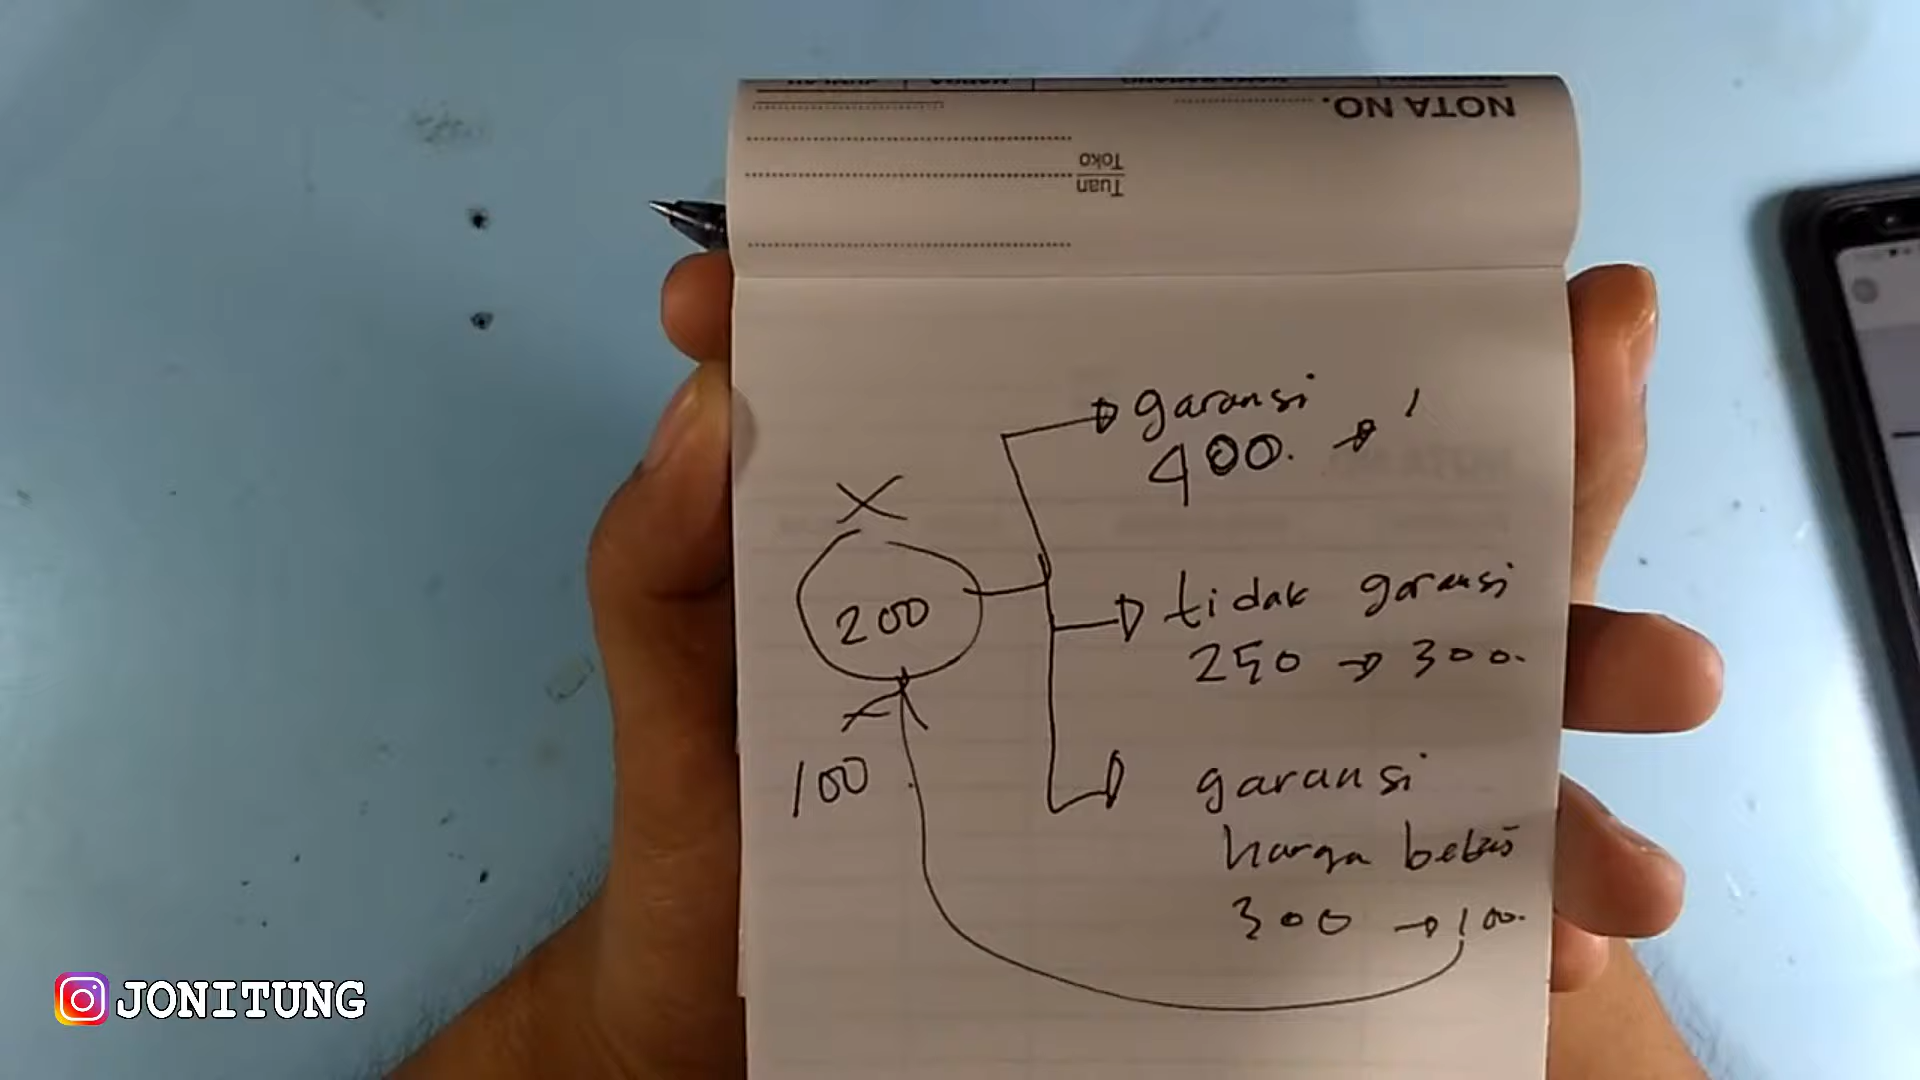 NOTA NO.
Tuan
Toko
garansi
400. →
X
200
tidak garansi
250 → 300.
100
garansi
harga bebas
300 → 100.
JONITUNG